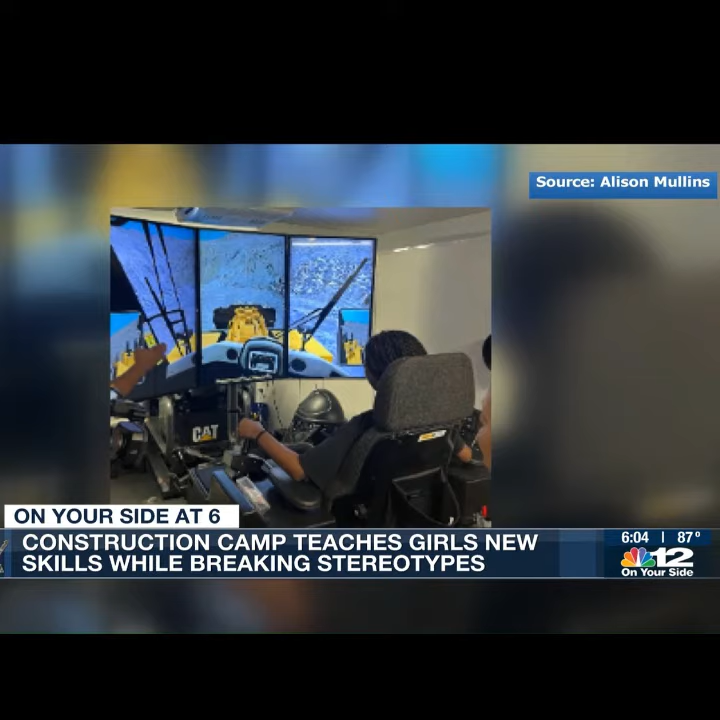 Source: Alison Mullins
CAT
ON YOUR SIDE AT 6
CONSTRUCTION CAMP TEACHES GIRLS NEW
SKILLS WHILE BREAKING STEREOTYPES
6:04 | 87°
12
On Your Side